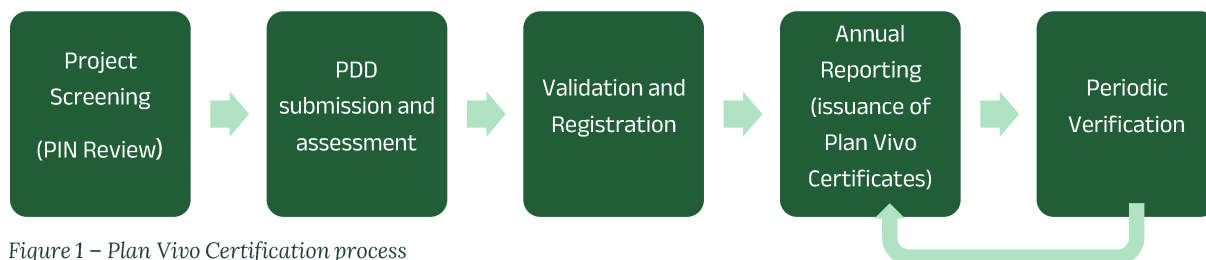 Project
Screening
(PIN Review)
PDD
submission and
assessment
Validation and
Registration
Annual
Reporting
(issuance of
Plan Vivo
Certificates)
Periodic
Verification
Figure 1 – Plan Vivo Certification process